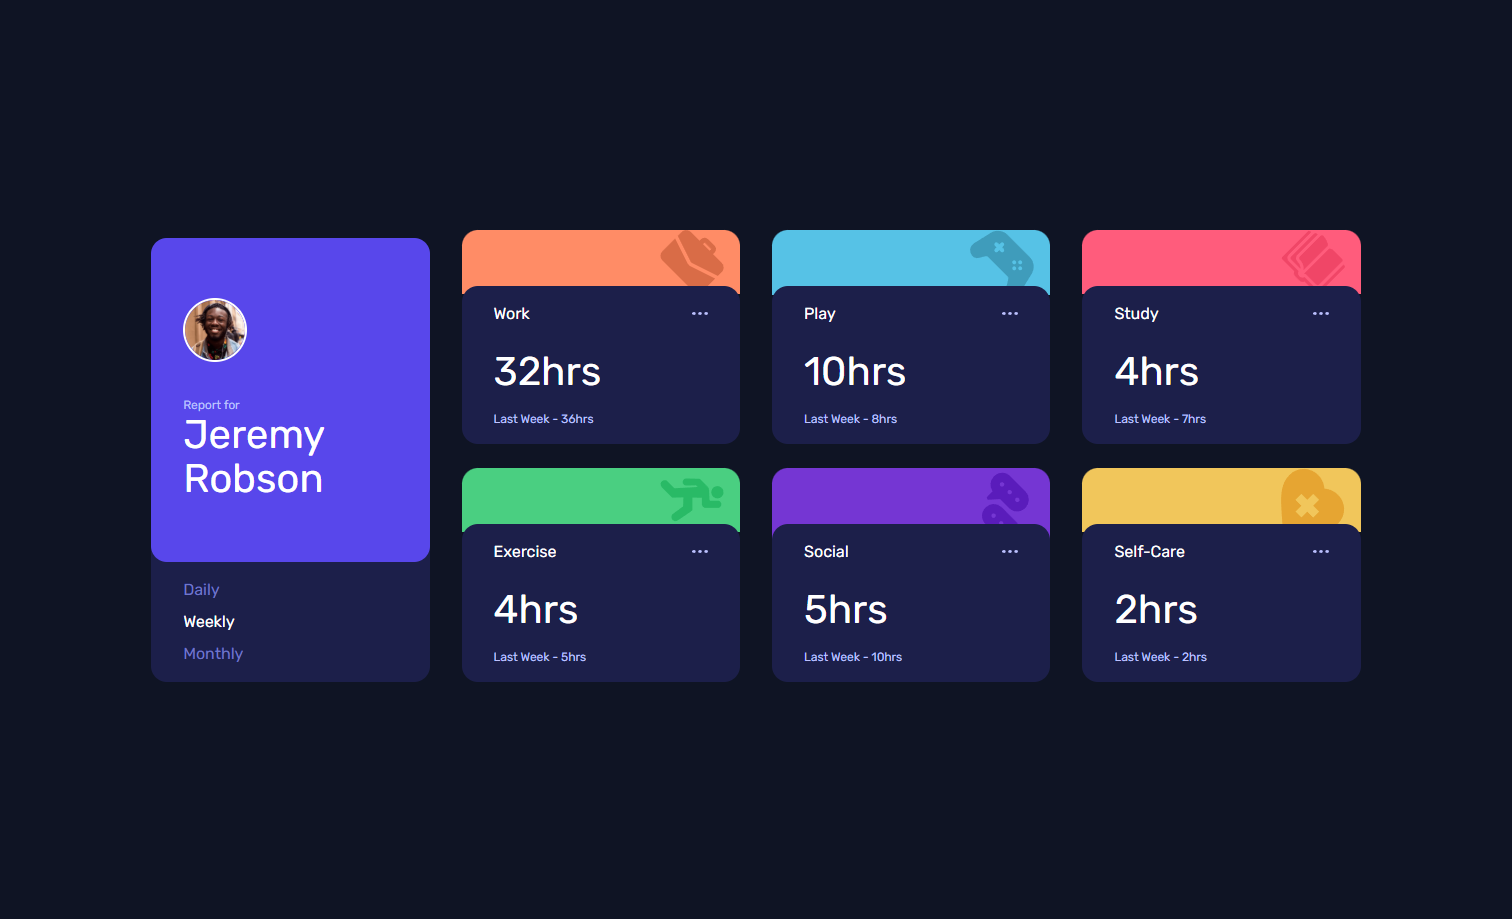 Report for
Jeremy
Robson
Daily
Weekly
Monthly
Work
32hrs
Last Week - 36hrs
Play
10hrs
Last Week - 8hrs
Study
4hrs
Last Week - 7hrs
Exercise
4hrs
Last Week - 5hrs
Social
5hrs
Last Week - 10hrs
Self-Care
2hrs
Last Week - 2hrs